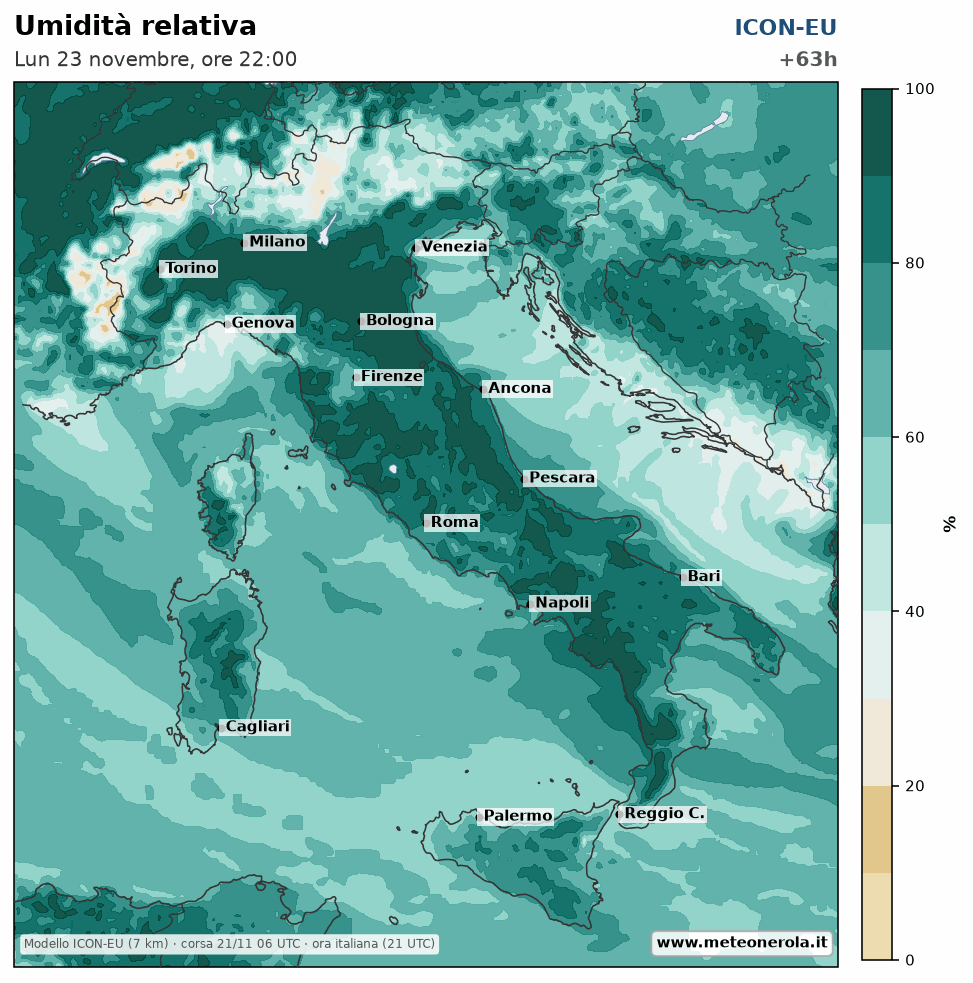 Umidità relativa
ICON-EU
Lun 23 novembre, ore 22:00
+63h
100
80
60
40
20
0
%
Milano
Venezia
Torino
Genova
Bologna
Firenze
Ancona
Pescara
Roma
Bari
Napoli
Cagliari
Palermo
Reggio C.
Modello ICON-EU (7 km) · corsa 21/11 06 UTC · ora italiana (21 UTC)
www.meteonerola.it